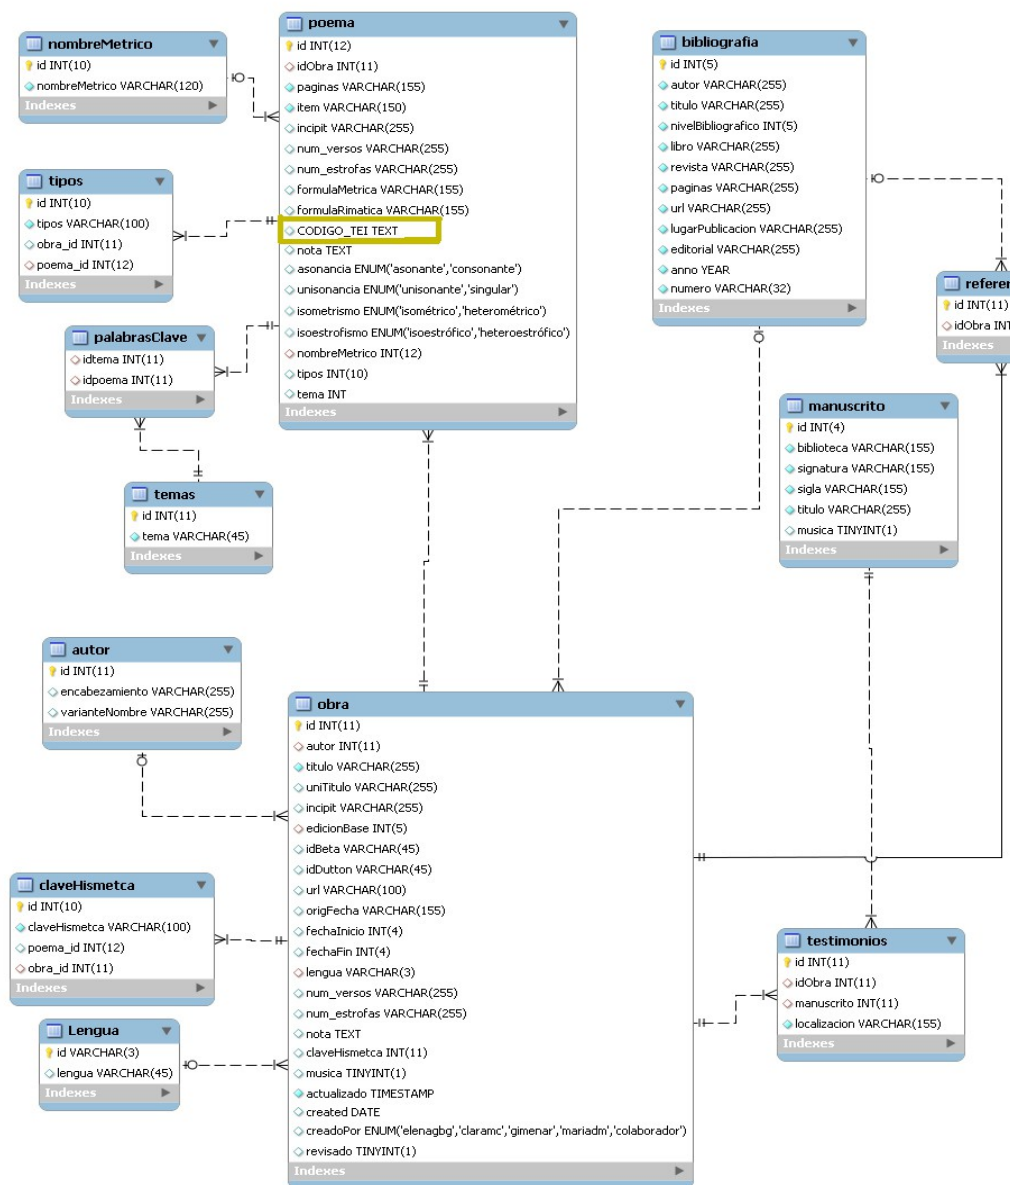 nombreMetrico
id INT(10)
nombreMetrico VARCHAR(120)
Indexes
tipos
id INT(10)
tipos VARCHAR(100)
obra_id INT(11)
poema_id INT(12)
Indexes
palabrasClave
idtema INT(11)
idpoema INT(11)
Indexes
temas
id INT(11)
tema VARCHAR(45)
Indexes
poema
id INT(12)
idObra INT(11)
paginas VARCHAR(155)
item VARCHAR(150)
incipit VARCHAR(255)
num_versos VARCHAR(255)
num_estrofas VARCHAR(255)
formulaMetrica VARCHAR(155)
formulaRimatica VARCHAR(155)
CODIGO_TEI TEXT
nota TEXT
asonancia ENUM('asonante','consonante')
unisonancia ENUM('unisonante','singular')
isometrismo ENUM('isométrico','heterométrico')
isoestrofismo ENUM('isoestrófico','heteroestrófico')
nombreMetrico INT(12)
tipos INT(10)
tema INT
Indexes
bibliografia
id INT(5)
autor VARCHAR(255)
titulo VARCHAR(255)
nivelBibliografico INT(5)
libro VARCHAR(255)
revista VARCHAR(255)
paginas VARCHAR(255)
url VARCHAR(255)
lugarPublicacion VARCHAR(255)
editorial VARCHAR(255)
anno YEAR
numero VARCHAR(32)
Indexes
referen
id INT(11)
idObra INT
Indexes
manuscrito
id INT(4)
biblioteca VARCHAR(155)
signatura VARCHAR(155)
sigla VARCHAR(155)
titulo VARCHAR(255)
musica TINYINT(1)
Indexes
autor
id INT(11)
encabezamiento VARCHAR(255)
varianteNombre VARCHAR(255)
Indexes
claveHismetca
id INT(10)
claveHismetca VARCHAR(100)
poema_id INT(12)
obra_id INT(11)
Indexes
Lengua
id VARCHAR(3)
lengua VARCHAR(45)
Indexes
obra
id INT(11)
autor INT(11)
titulo VARCHAR(255)
uniTitulo VARCHAR(255)
incipit VARCHAR(255)
edicionBase INT(5)
idBeta VARCHAR(45)
idDutton VARCHAR(45)
url VARCHAR(100)
origFecha VARCHAR(155)
fechaInicio INT(4)
fechaFin INT(4)
lengua VARCHAR(3)
num_versos VARCHAR(255)
num_estrofas VARCHAR(255)
nota TEXT
claveHismetca INT(11)
musica TINYINT(1)
actualizado TIMESTAMP
created DATE
creadoPor ENUM('elenagbg','claramc','gimenar','mariadm','colaborador')
revisado TINYINT(1)
Indexes
testimonios
id INT(11)
idObra INT(11)
manuscrito INT(11)
localizacion VARCHAR(155)
Indexes